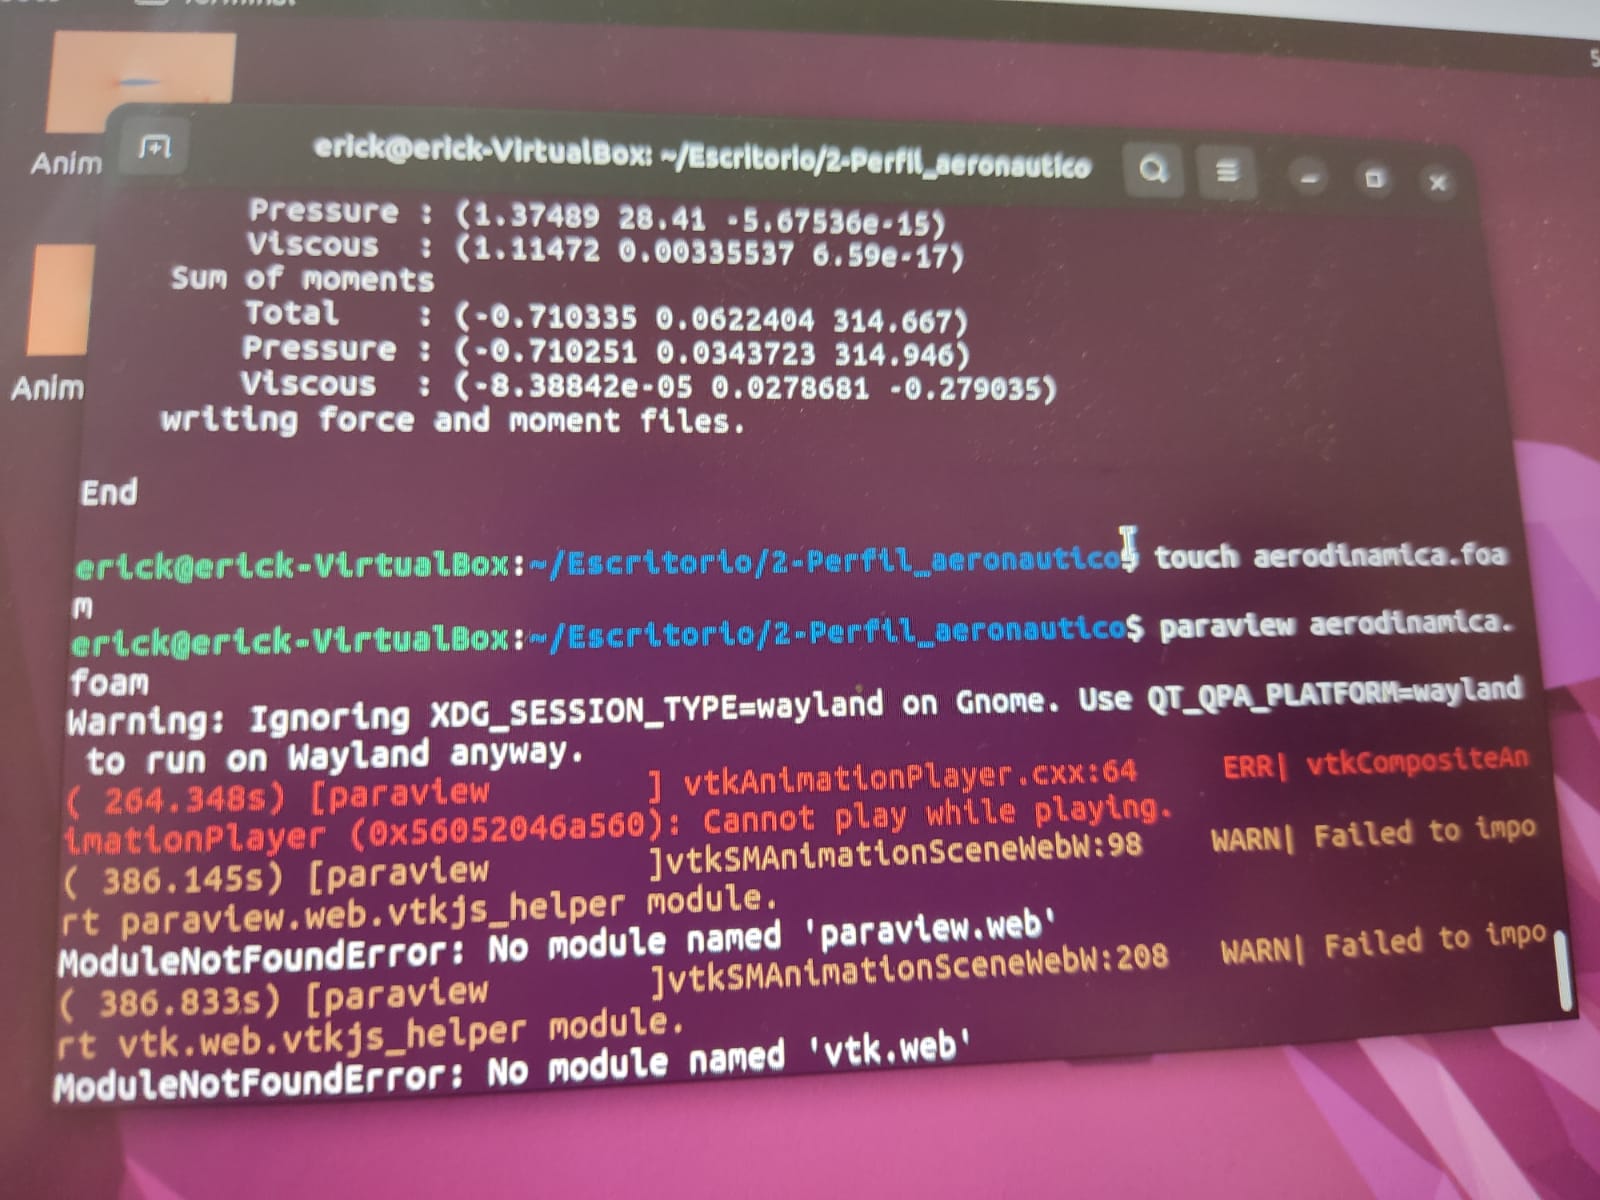 Anim
Anim
erick@erick-VirtualBox: ~/Escritorio/2-Perfil_aeronautico
Pressure : (1.37489 28.41 -5.67536e-15)
Viscous  : (1.11472 0.00335537 6.59e-17)
Sum of moments
Total    : (-0.710335 0.0622404 314.667)
Pressure : (-0.710251 0.0343723 314.946)
Viscous  : (-8.38842e-05 0.0278681 -0.279035)
writing force and moment files.
End
erick@erick-VirtualBox:~/Escritorio/2-Perfil_aeronautico$ touch aerodinamica.foa
m
erick@erick-VirtualBox:~/Escritorio/2-Perfil_aeronautico$ paraview aerodinamica.
foam
Warning: Ignoring XDG_SESSION_TYPE=wayland on Gnome. Use QT_QPA_PLATFORM=wayland
to run on Wayland anyway.
( 264.348s) [paraview        ] vtkAnimationPlayer.cxx:64     ERR| vtkCompositeAn
imationPlayer (0x56052046a560): Cannot play while playing.
( 386.145s) [paraview        ]vtkSMAnimationSceneWebW:98     WARN| Failed to impo
rt paraview.web.vtkjs_helper module.
ModuleNotFoundError: No module named 'paraview.web'
( 386.833s) [paraview        ]vtkSMAnimationSceneWebW:208    WARN| Failed to impo
rt vtk.web.vtkjs_helper module.
ModuleNotFoundError: No module named 'vtk.web'